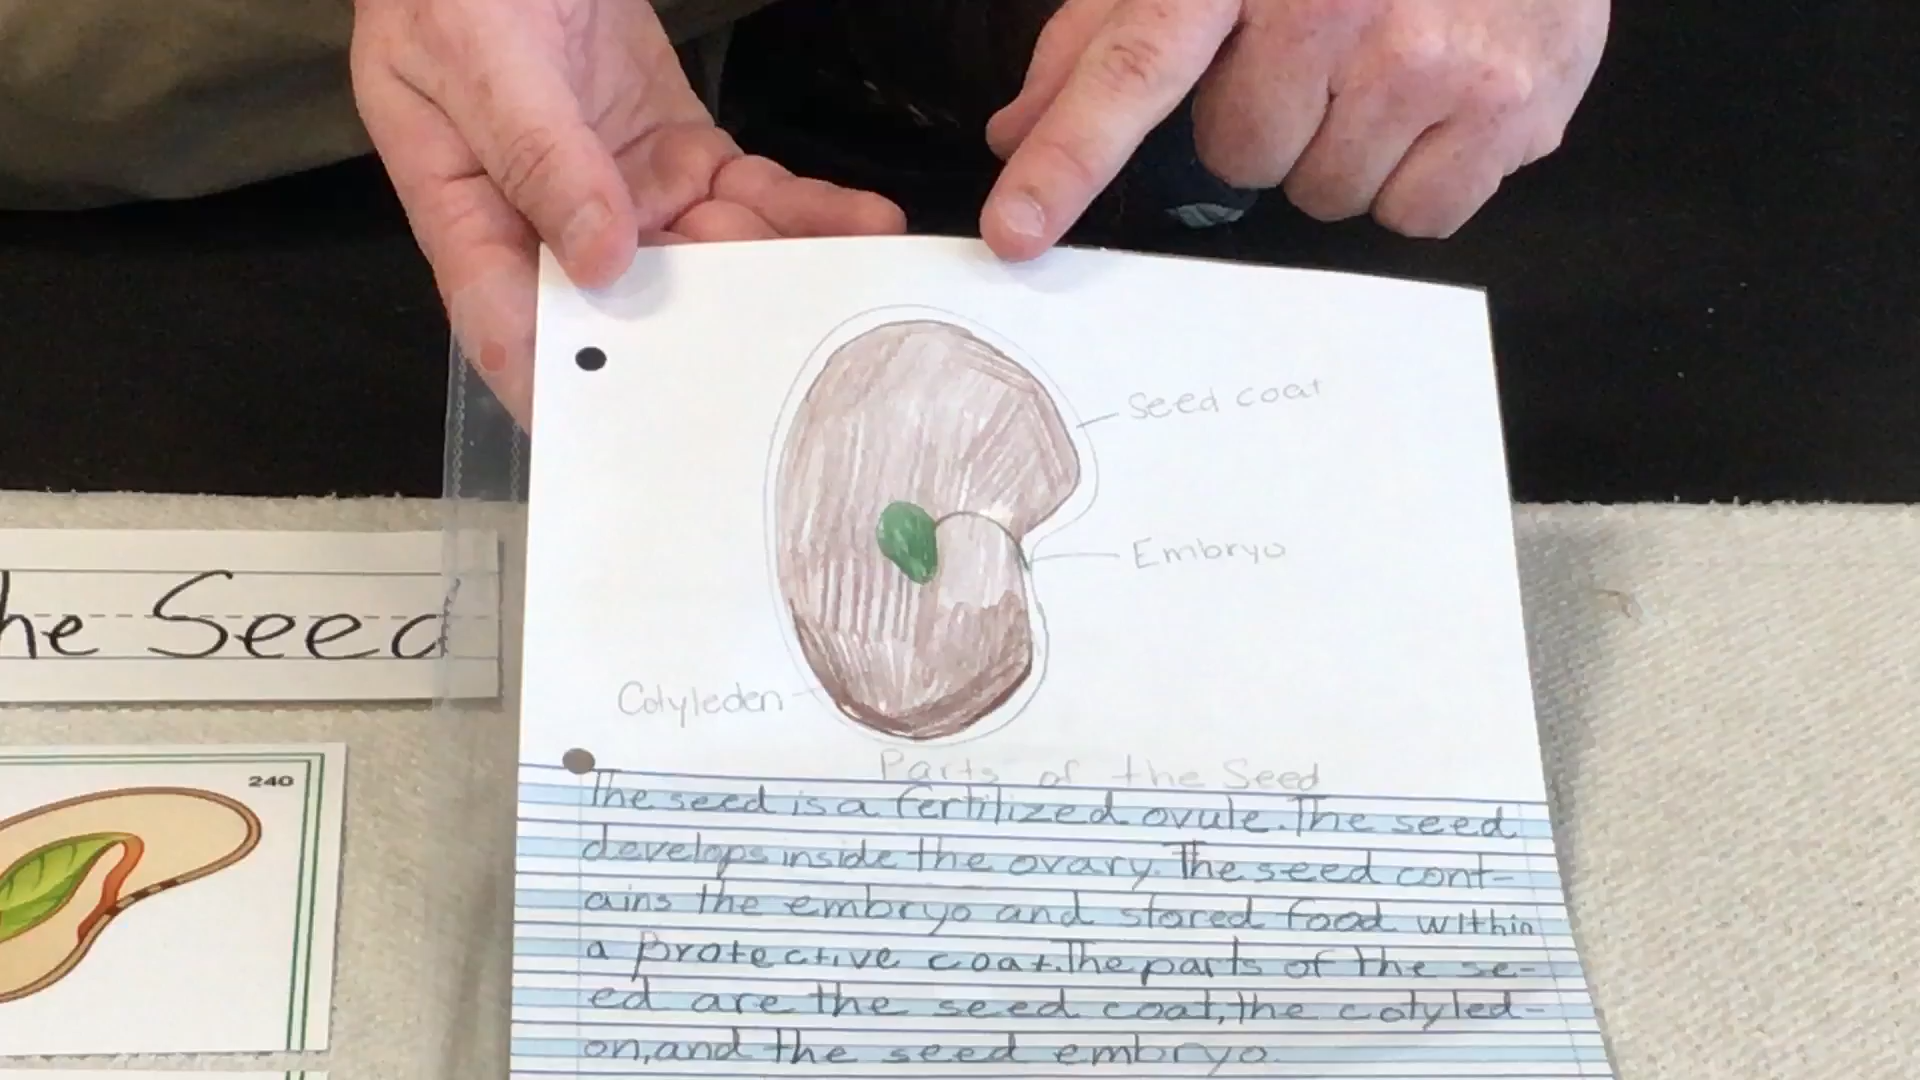 Seed coat
Embryo
he Seed
Cotyleden
240
Parts of the Seed
The seed is a fertilized ovule. The seed
develops inside the ovary. The seed cont-
ains the embryo and stored food within
a protective coat. The parts of the se-
ed are the seed coat, the cotyled-
on, and the seed embryo.